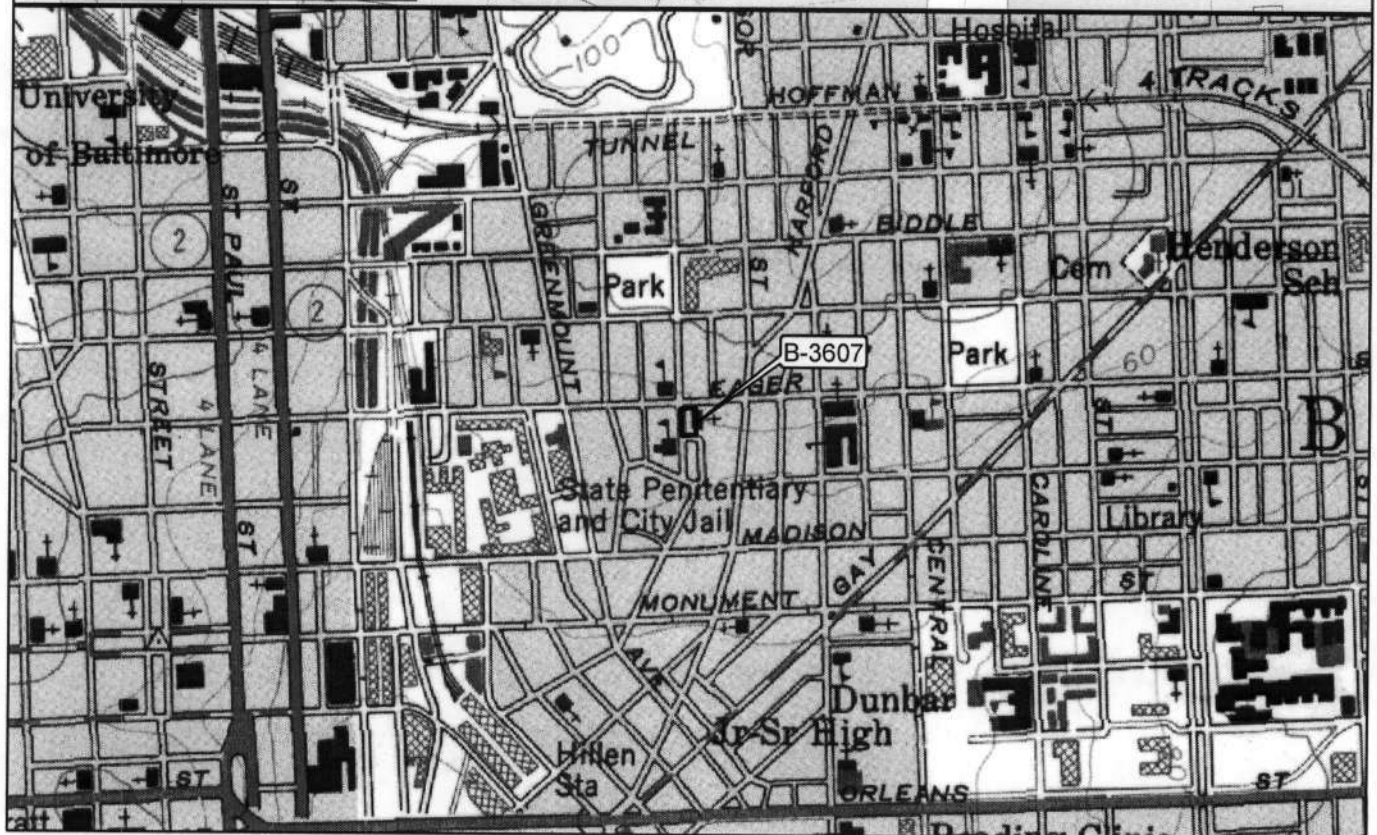 Hospital
100
HOFFMAN
4 TRACKS
University
of Baltimore
TUNNEL
HARFORD
ST PAUL
ST
GREENMOUNT
2
BIDDLE
ST
Henderson
Sch
Cem
Park
2
B-3607
Park
60
EAGER
STREET
4 LANE
4 LANE
ST
B
State Penitentiary
and City Jail
MADISON
CAROLINE
Library
ST
GAY
CENTRAL
ST
MONUMENT
AVE
Dunbar
Jr-Sr High
Hillen
Sta
ST
ORLEANS
ST